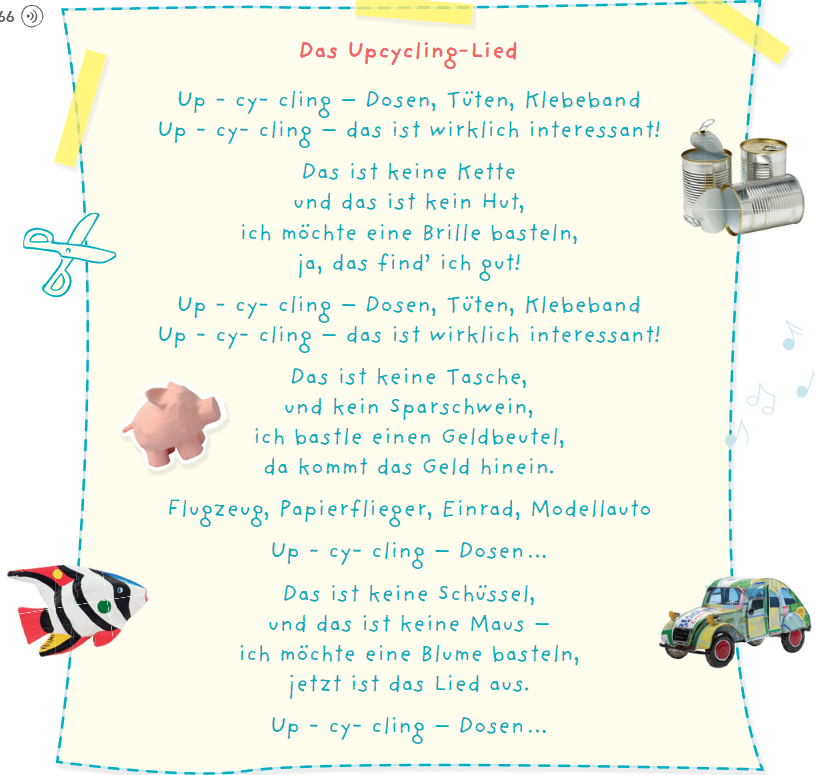 66
Das Upcycling-Lied
Up - cy- cling – Dosen, Tüten, Klebeband
Up - cy- cling – das ist wirklich interessant!
Das ist keine Kette
und das ist kein Hut,
ich möchte eine Brille basteln,
ja, das find’ ich gut!
Up - cy- cling – Dosen, Tüten, Klebeband
Up - cy- cling – das ist wirklich interessant!
Das ist keine Tasche,
und kein Sparschwein,
ich bastle einen Geldbeutel,
da kommt das Geld hinein.
Flugzeug, Papierflieger, Einrad, Modellauto
Up - cy- cling – Dosen...
Das ist keine Schüssel,
und das ist keine Maus –
ich möchte eine Blume basteln,
jetzt ist das Lied aus.
Up - cy- cling – Dosen...